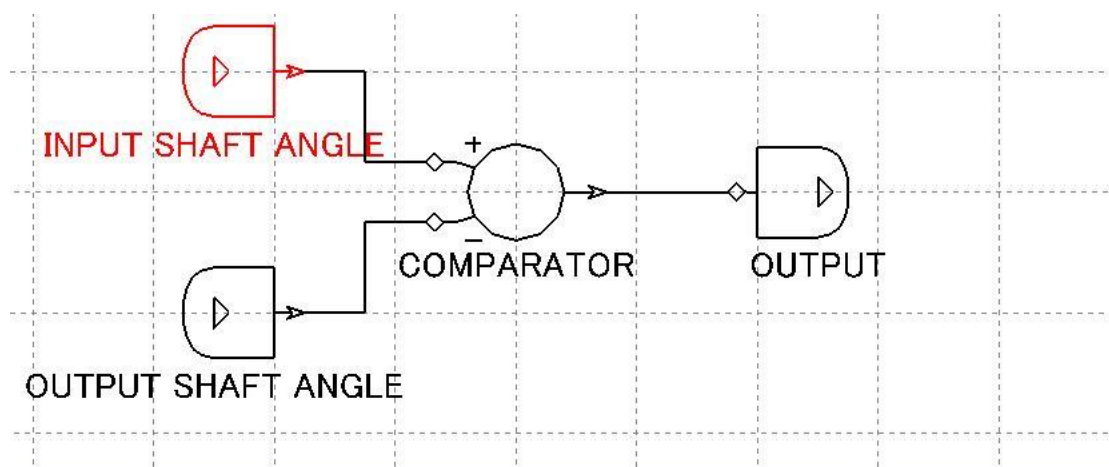 INPUT SHAFT ANGLE
+
−
COMPARATOR
OUTPUT
OUTPUT SHAFT ANGLE